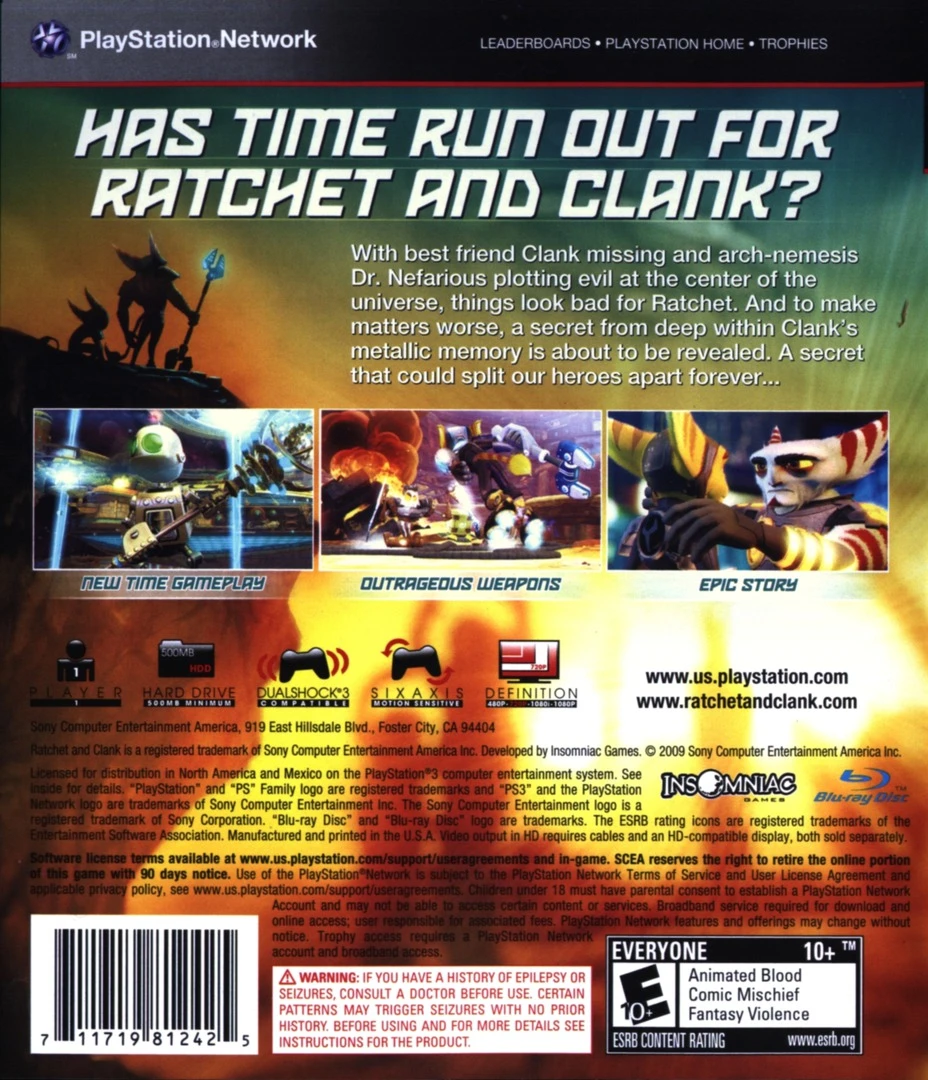 PlayStation®Network
SM
LEADERBOARDS • PLAYSTATION HOME • TROPHIES
HAS TIME RUN OUT FOR
RATCHET AND CLANK?
With best friend Clank missing and arch-nemesis
Dr. Nefarious plotting evil at the center of the
universe, things look bad for Ratchet. And to make
matters worse, a secret from deep within Clank's
metallic memory is about to be revealed. A secret
that could split our heroes apart forever...
NEW TIME GAMEPLAY
OUTRAGEOUS WEAPONS
EPIC STORY
1
PLAYER
1
500MB
HDD
HARD DRIVE
500MB MINIMUM
DUALSHOCK®3
COMPATIBLE
SIXAXIS
MOTION SENSITIVE
720P
DEFINITION
480P•720P•1080i•1080P
www.us.playstation.com
www.ratchetandclank.com
Sony Computer Entertainment America, 919 East Hillsdale Blvd., Foster City, CA 94404
Ratchet and Clank is a registered trademark of Sony Computer Entertainment America Inc. Developed by Insomniac Games. © 2009 Sony Computer Entertainment America Inc.
Licensed for distribution in North America and Mexico on the PlayStation®3 computer entertainment system. See
inside for details. "PlayStation" and "PS" Family logo are registered trademarks and "PS3" and the PlayStation
Network logo are trademarks of Sony Computer Entertainment Inc. The Sony Computer Entertainment logo is a
registered trademark of Sony Corporation. "Blu-ray Disc" and "Blu-ray Disc" logo are trademarks. The ESRB rating icons are registered trademarks of the
Entertainment Software Association. Manufactured and printed in the U.S.A. Video output in HD requires cables and an HD-compatible display, both sold separately.
INSOMNIAC
GAMES
Blu-ray Disc
TM
Software license terms available at www.us.playstation.com/support/useragreements and in-game. SCEA reserves the right to retire the online portion
of this game with 90 days notice. Use of the PlayStation®Network is subject to the PlayStation Network Terms of Service and User License Agreement and
applicable privacy policy, see www.us.playstation.com/support/useragreements. Children under 18 must have parental consent to establish a PlayStation Network
Account and may not be able to access certain content or services. Broadband service required for download and
online access; user responsible for associated fees. PlayStation Network features and offerings may change without
notice. Trophy access requires a PlayStation Network
account and broadband access.
7 11719 81242 5
WARNING: IF YOU HAVE A HISTORY OF EPILEPSY OR
SEIZURES, CONSULT A DOCTOR BEFORE USE. CERTAIN
PATTERNS MAY TRIGGER SEIZURES WITH NO PRIOR
HISTORY. BEFORE USING AND FOR MORE DETAILS SEE
INSTRUCTIONS FOR THE PRODUCT.
EVERYONE 10+ ™
E
10+
Animated Blood
Comic Mischief
Fantasy Violence
ESRB CONTENT RATING www.esrb.org